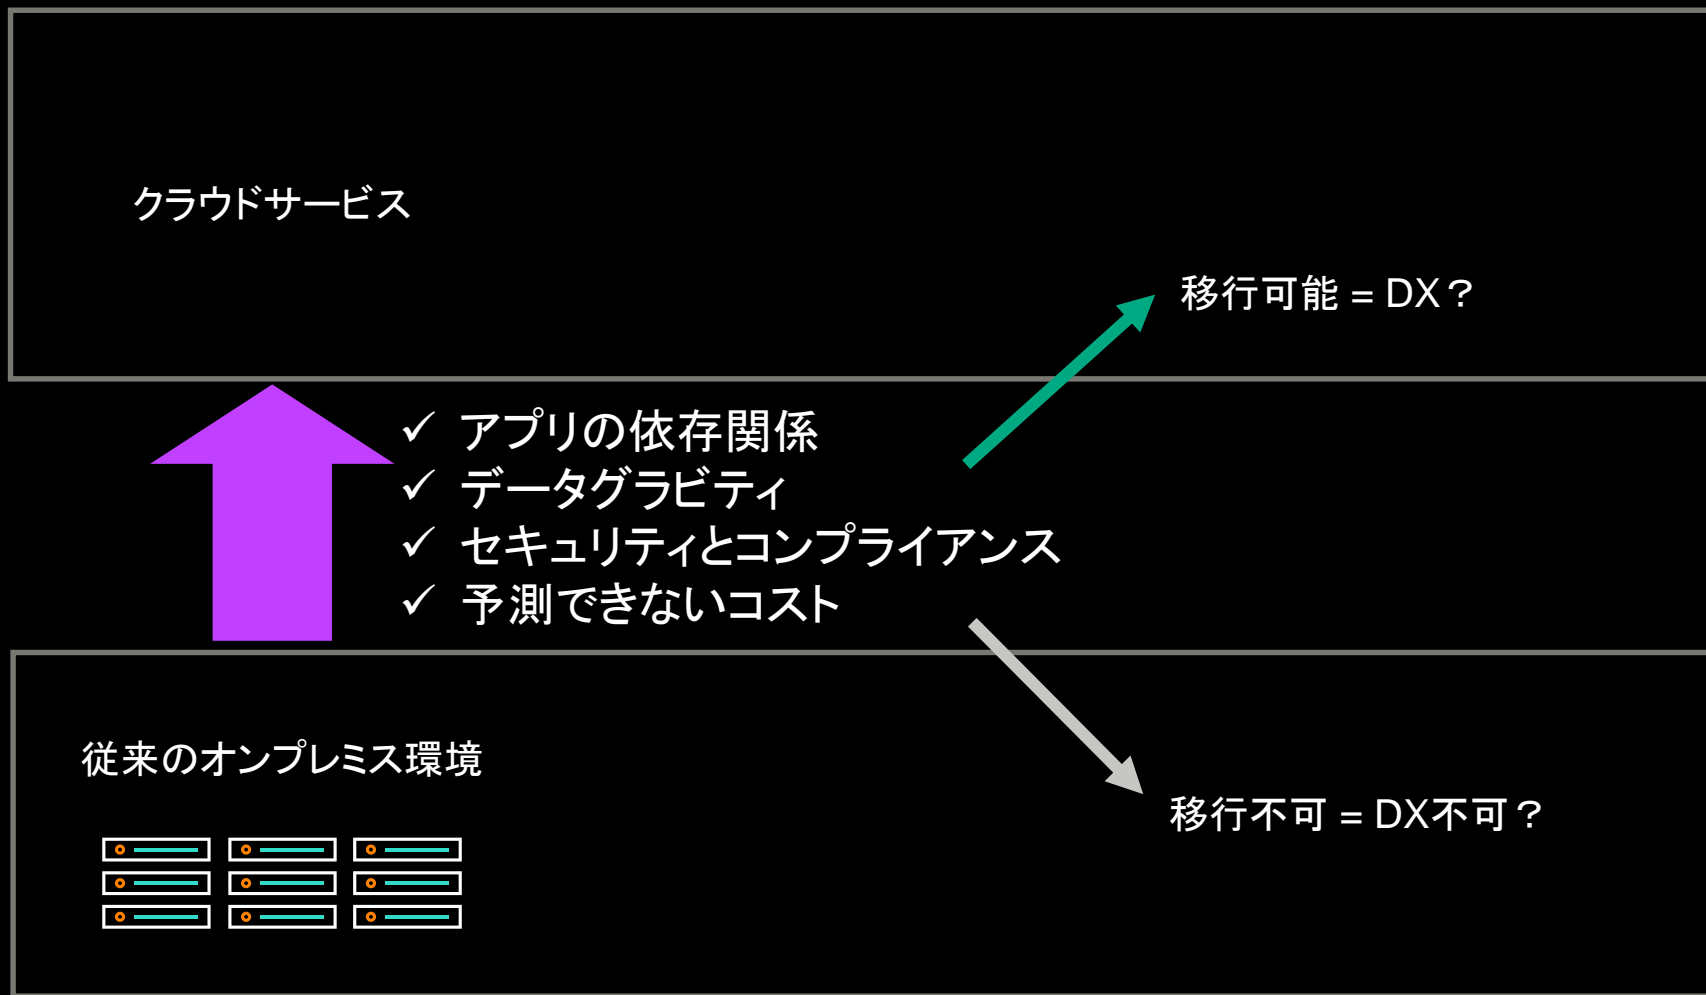 クラウドサービス
移行可能 = DX？
✓ アプリの依存関係
✓ データグラビティ
✓ セキュリティとコンプライアンス
✓ 予測できないコスト
従来のオンプレミス環境
移行不可 = DX不可？